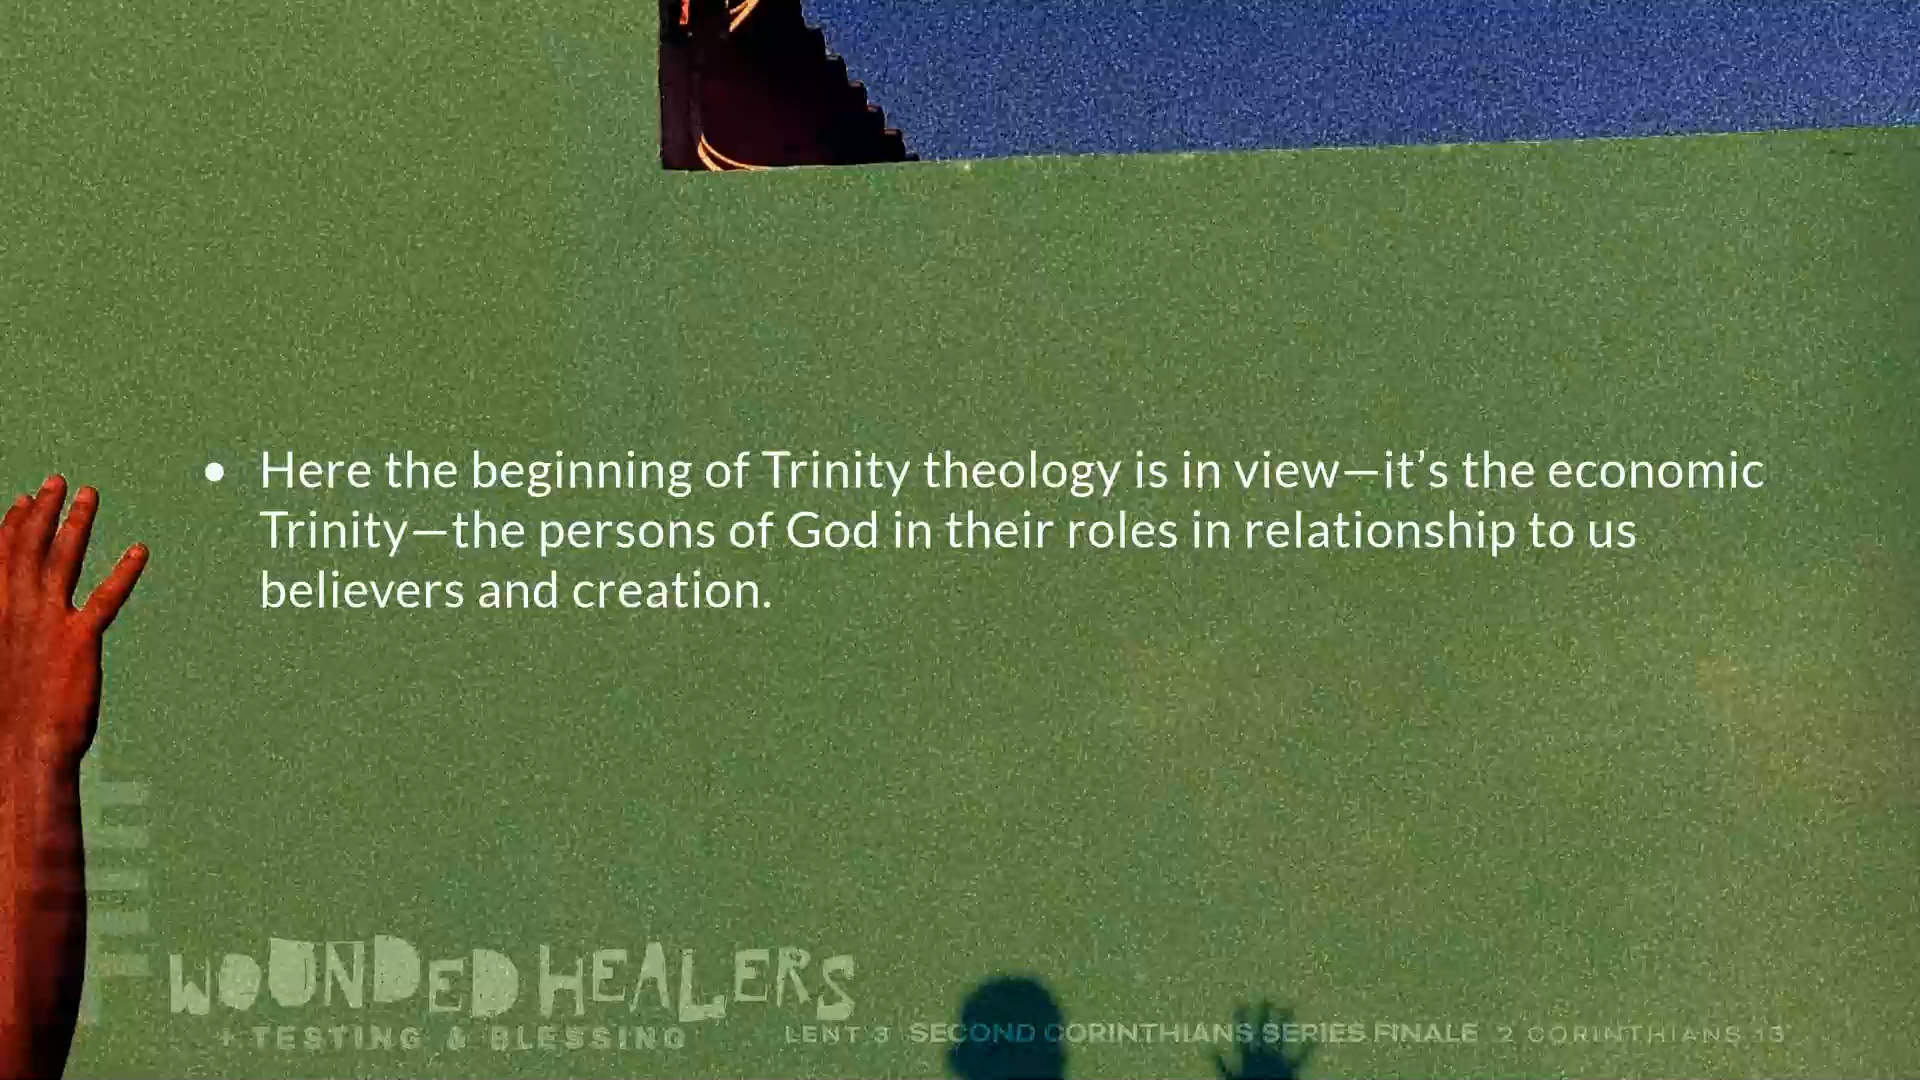 • Here the beginning of Trinity theology is in view—it’s the economic
Trinity—the persons of God in their roles in relationship to us
believers and creation.
WOUNDED HEALERS
+ TESTING & BLESSING
LENT 3 SECOND CORINTHIANS SERIES FINALE 2 CORINTHIANS 13